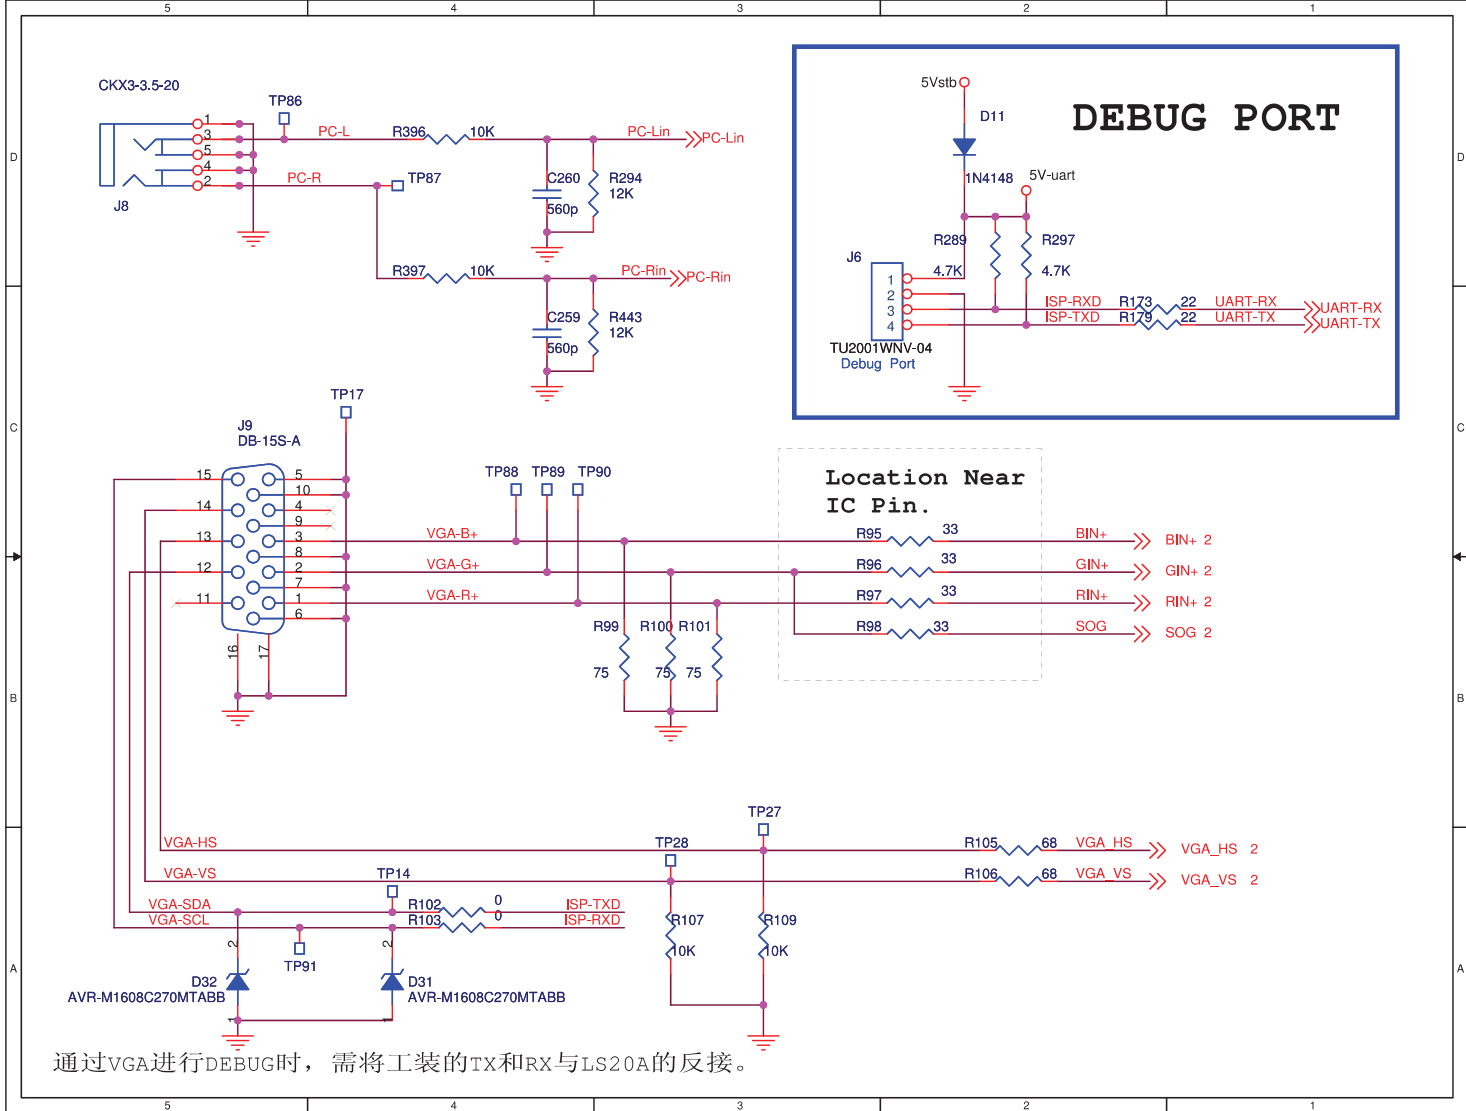 5 4 3 2 1
D
D
C
C
B
B
A
A
CKX3-3.5-20
J8
1
3
5
4
2
TP86
PC-L
R396 10K
PC-Lin
PC-Lin
PC-R
TP87
C260
560p
R294
12K
R397 10K
PC-Rin
PC-Rin
C259
560p
R443
12K
DEBUG PORT
5Vstb
D11
1N4148
5V-uart
R289
4.7K
R297
4.7K
J6
1
2
3
4
ISP-RXD R173 22 UART-RX UART-RX
ISP-TXD R179 22 UART-TX UART-TX
TU2001WNV-04
Debug Port
TP17
J9
DB-15S-A
15
14
13
12
11
5
10
4
9
3
8
2
7
1
6
16
17
TP88 TP89 TP90
VGA-B+
VGA-G+
VGA-R+
Location Near
IC Pin.
R95 33 BIN+ BIN+ 2
R96 33 GIN+ GIN+ 2
R97 33 RIN+ RIN+ 2
R98 33 SOG SOG 2
R99 R100 R101
75 75 75
TP27
TP28
VGA-HS
R105 68 VGA_HS VGA_HS 2
VGA-VS
R106 68 VGA_VS VGA_VS 2
TP14
VGA-SDA R102 0 ISP-TXD
VGA-SCL R103 0 ISP-RXD
TP91
R107
10K
R109
10K
2
D32
AVR-M1608C270MTABB
1
2
D31
AVR-M1608C270MTABB
1
通过VGA进行DEBUG时，需将工装的TX和RX与LS20A的反接。
5 4 3 2 1